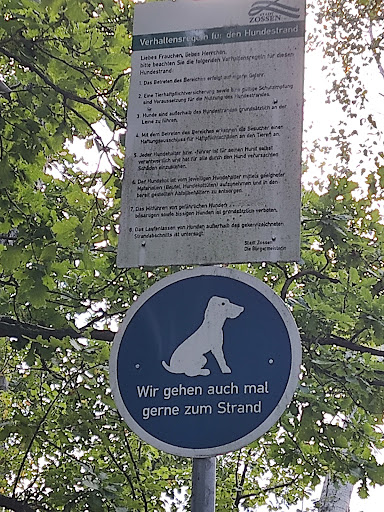 ZOSSEN
Verhaltensregeln für den Hundestrand
Liebes Frauchen, liebes Herrchen,
bitte beachten Sie die folgenden Verhaltensregeln für diesen
Hundestrand:
1. Das Betreten des Bereiches erfolgt auf eigene Gefahr.
2. Eine Tierhaftpflichtversicherung sowie eine gültige Schutzimpfung
sind Voraussetzung für die Nutzung des Hundestrandes.
3. Hunde sind außerhalb des Hundestrandes grundsätzlich an der
Leine zu führen.
4. Mit dem Betreten des Bereiches erkennen die Besucher einen
Haftungsausschluss für Haftpflichtschäden an den Tieren an.
5. Jeder Hundehalter bzw. -führer ist für seinen Hund selbst
verantwortlich und haftet für alle durch den Hund verursachten
Schäden einzustehen.
6. Der Hundekot ist vom jeweiligen Hundehalter mittels geeigneter
Materialien (Beutel, Hundekottüten) aufzunehmen und in den
bereit gestellten Abfallbehältern zu entsorgen.
7. Das Mitführen von gefährlichen Hunden,
bösartigen sowie bissigen Hunden ist grundsätzlich verboten.
8. Das Laufenlassen von Hunden außerhalb des gekennzeichneten
Strandabschnitts ist untersagt.
Stadt Zossen
Die Bürgermeisterin
Wir gehen auch mal
gerne zum Strand